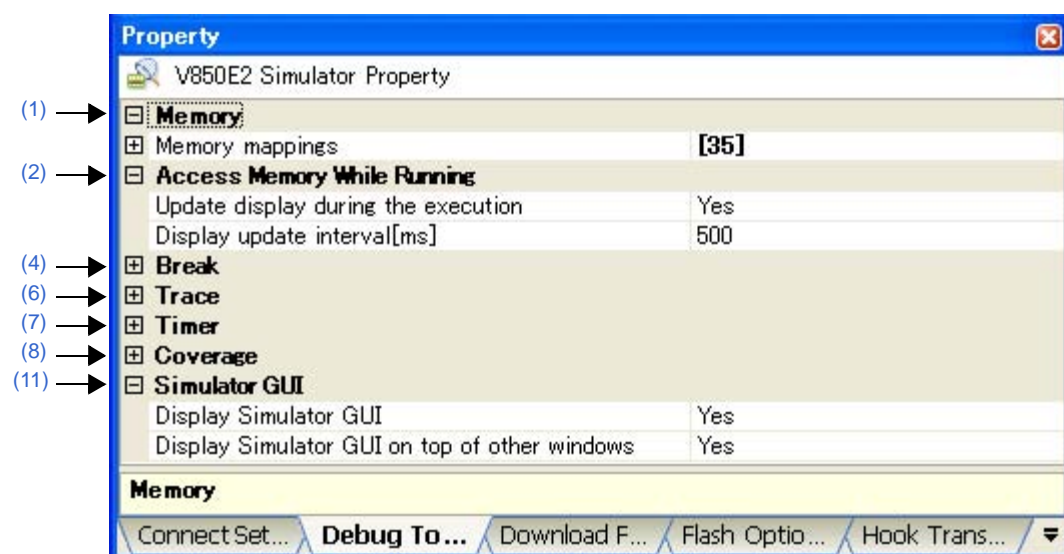 Property
V850E2 Simulator Property
(1) Memory
Memory mappings [35]
(2) Access Memory While Running
Update display during the execution Yes
Display update interval[ms] 500
(4) Break
(6) Trace
(7) Timer
(8) Coverage
(11) Simulator GUI
Display Simulator GUI Yes
Display Simulator GUI on top of other windows Yes
Memory
Connect Set... Debug To... Download F... Flash Optio... Hook Trans...